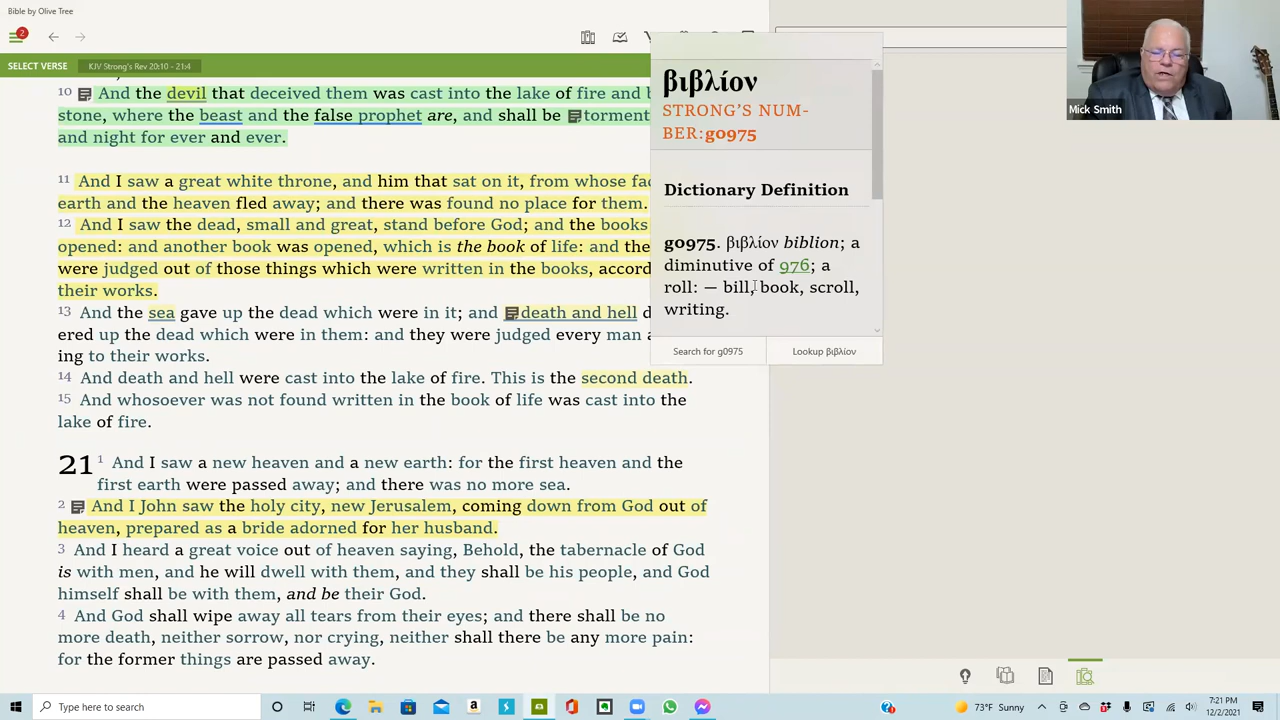 Bible by Olive Tree
2
SELECT VERSE KJV Strong's Rev 20:10 - 21:4
10 And the devil that deceived them was cast into the lake of fire and b
stone, where the beast and the false prophet are, and shall be torment
and night for ever and ever.
11 And I saw a great white throne, and him that sat on it, from whose fac
earth and the heaven fled away; and there was found no place for them.
12 And I saw the dead, small and great, stand before God; and the books
opened: and another book was opened, which is the book of life: and the
were judged out of those things which were written in the books, accord
their works.
13 And the sea gave up the dead which were in it; and death and hell d
ered up the dead which were in them: and they were judged every man a
ing to their works.
14 And death and hell were cast into the lake of fire. This is the second death.
15 And whosoever was not found written in the book of life was cast into the
lake of fire.
21 1 And I saw a new heaven and a new earth: for the first heaven and the
first earth were passed away; and there was no more sea.
2 And I John saw the holy city, new Jerusalem, coming down from God out of
heaven, prepared as a bride adorned for her husband.
3 And I heard a great voice out of heaven saying, Behold, the tabernacle of God
is with men, and he will dwell with them, and they shall be his people, and God
himself shall be with them, and be their God.
4 And God shall wipe away all tears from their eyes; and there shall be no
more death, neither sorrow, nor crying, neither shall there be any more pain:
for the former things are passed away.
βιβλίον
STRONG'S NUM-
BER:g0975
Dictionary Definition
g0975. βιβλίον biblion; a
diminutive of 976; a
roll: — bill, book, scroll,
writing.
Search for g0975
Lookup βιβλίον
Mick Smith
Type here to search
73°F Sunny
7:21 PM
12/2/2021